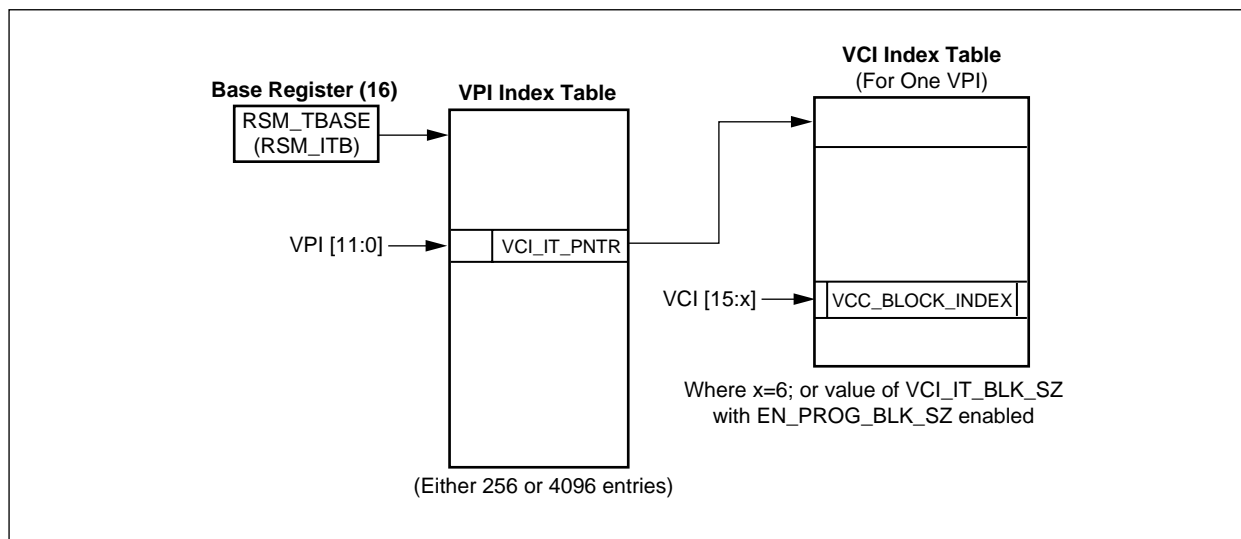 Base Register (16)
RSM_TBASE
(RSM_ITB)
VPI Index Table
VPI [11:0]
VCI_IT_PNTR
(Either 256 or 4096 entries)
VCI Index Table
(For One VPI)
VCI [15:x]
VCC_BLOCK_INDEX
Where x=6; or value of VCI_IT_BLK_SZ
with EN_PROG_BLK_SZ enabled